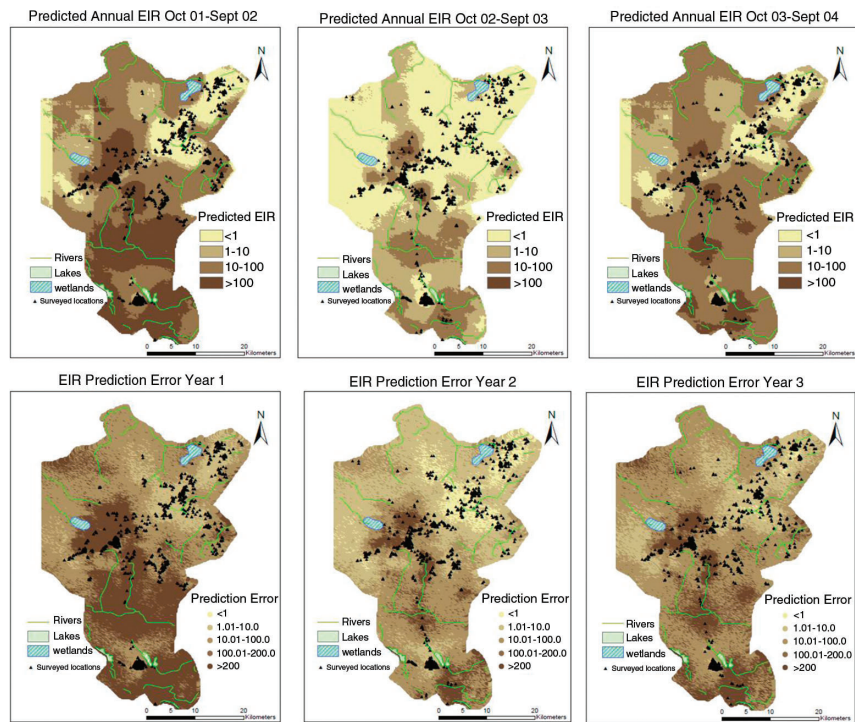 Predicted Annual EIR Oct 01-Sept 02
N
Predicted EIR
<1
1-10
10-100
>100
Rivers
Lakes
wetlands
Surveyed locations
0 5 10 20
Kilometers
Predicted Annual EIR Oct 02-Sept 03
N
Predicted EIR
<1
1-10
10-100
>100
Rivers
Lakes
wetlands
Surveyed locations
0 5 10 20
Kilometers
Predicted Annual EIR Oct 03-Sept 04
N
Predicted EIR
<1
1-10
10-100
>100
Rivers
Lakes
wetlands
Surveyed locations
0 5 10 20
Kilometers
EIR Prediction Error Year 1
N
Prediction Error
<1
1.01-10.0
10.01-100.0
100.01-200.0
>200
Rivers
Lakes
wetlands
Surveyed locations
0 5 10 20
Kilometers
EIR Prediction Error Year 2
N
Prediction Error
<1
1.01-10.0
10.01-100.0
100.01-200.0
>200
Rivers
Lakes
wetlands
Surveyed locations
0 5 10 20
Kilometers
EIR Prediction Error Year 3
N
Prediction Error
<1
1.01-10.0
10.01-100.0
100.01-200.0
>200
Rivers
Lakes
wetlands
Surveyed locations
0 5 10 20
Kilometers